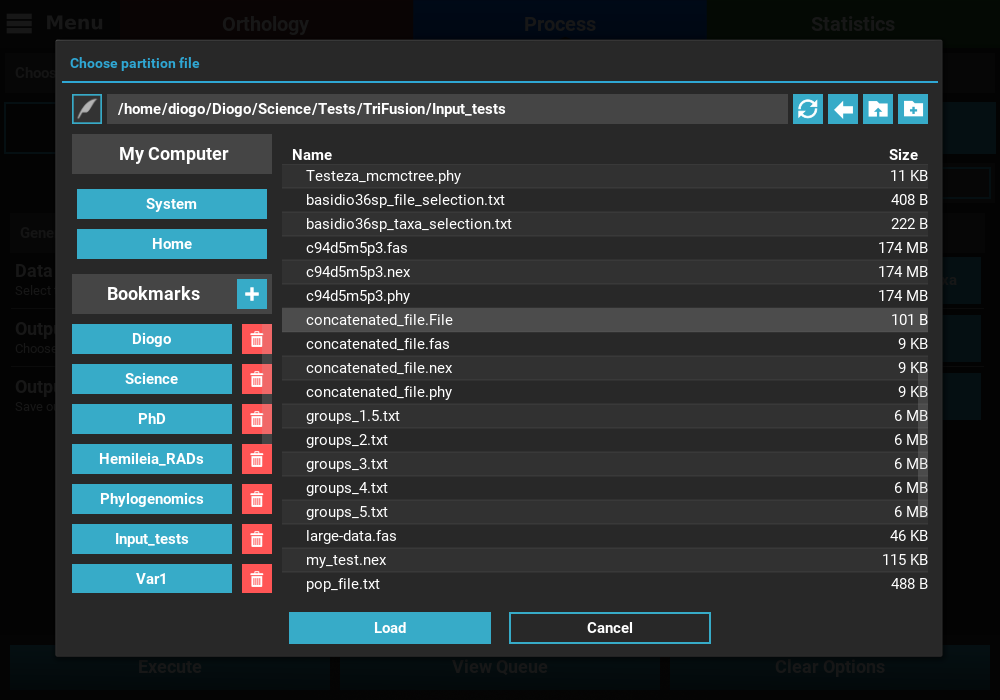 Menu
Orthology
Process
Statistics
Choose partition file
/home/diogo/Diogo/Science/Tests/TriFusion/Input_tests
My Computer
System
Home
Bookmarks
Diogo
Science
PhD
Hemileia_RADs
Phylogenomics
Input_tests
Var1
Name Size
Testeza_mcmctree.phy 11 KB
basidio36sp_file_selection.txt 408 B
basidio36sp_taxa_selection.txt 222 B
c94d5m5p3.fas 174 MB
c94d5m5p3.nex 174 MB
c94d5m5p3.phy 174 MB
concatenated_file.File 101 B
concatenated_file.fas 9 KB
concatenated_file.nex 9 KB
concatenated_file.phy 9 KB
groups_1.5.txt 6 MB
groups_2.txt 6 MB
groups_3.txt 6 MB
groups_4.txt 6 MB
groups_5.txt 6 MB
large-data.fas 46 KB
my_test.nex 115 KB
pop_file.txt 488 B
Load
Cancel
Data
Execute
View Queue
Clear Options